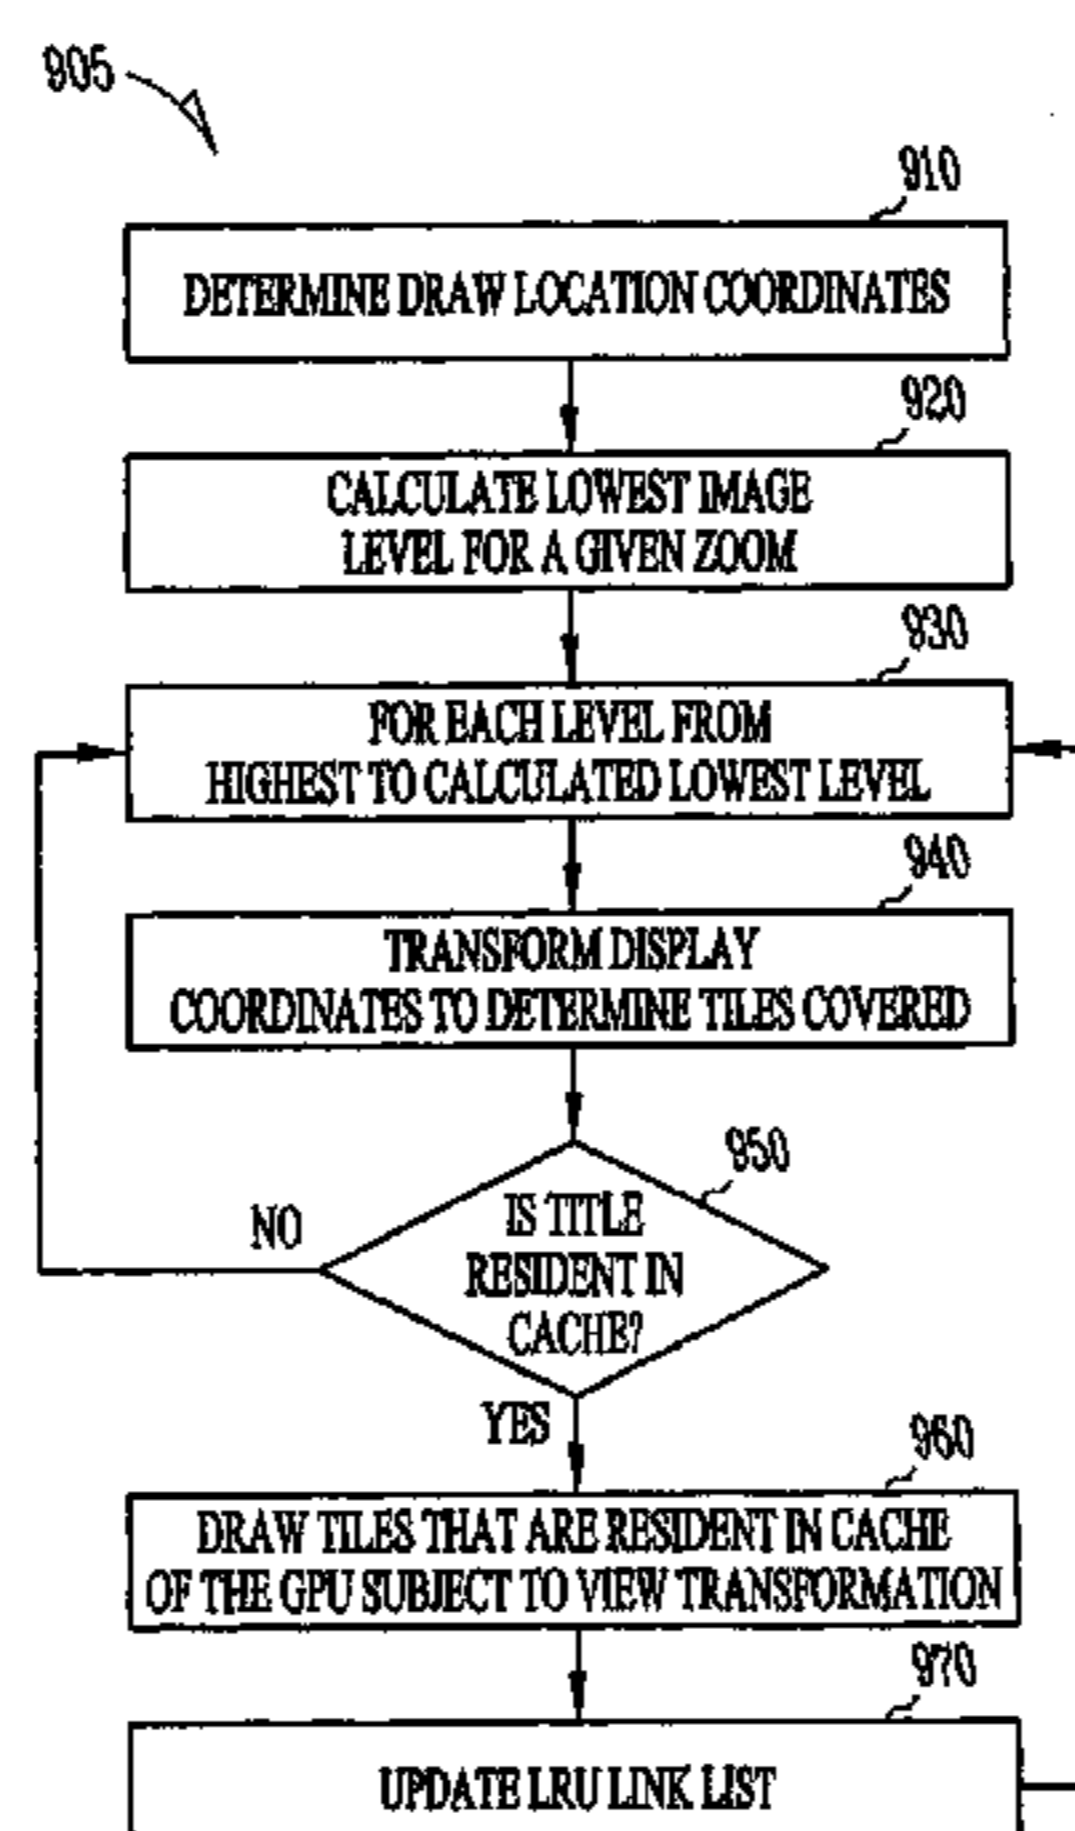 905
910
DETERMINE DRAW LOCATION COORDINATES
920
CALCULATE LOWEST IMAGE
LEVEL FOR A GIVEN ZOOM
930
FOR EACH LEVEL FROM
HIGHEST TO CALCULATED LOWEST LEVEL
940
TRANSFORM DISPLAY
COORDINATES TO DETERMINE TILES COVERED
950
NO
IS TITLE
RESIDENT IN
CACHE?
YES
960
DRAW TILES THAT ARE RESIDENT IN CACHE
OF THE GPU SUBJECT TO VIEW TRANSFORMATION
970
UPDATE LRU LINK LIST